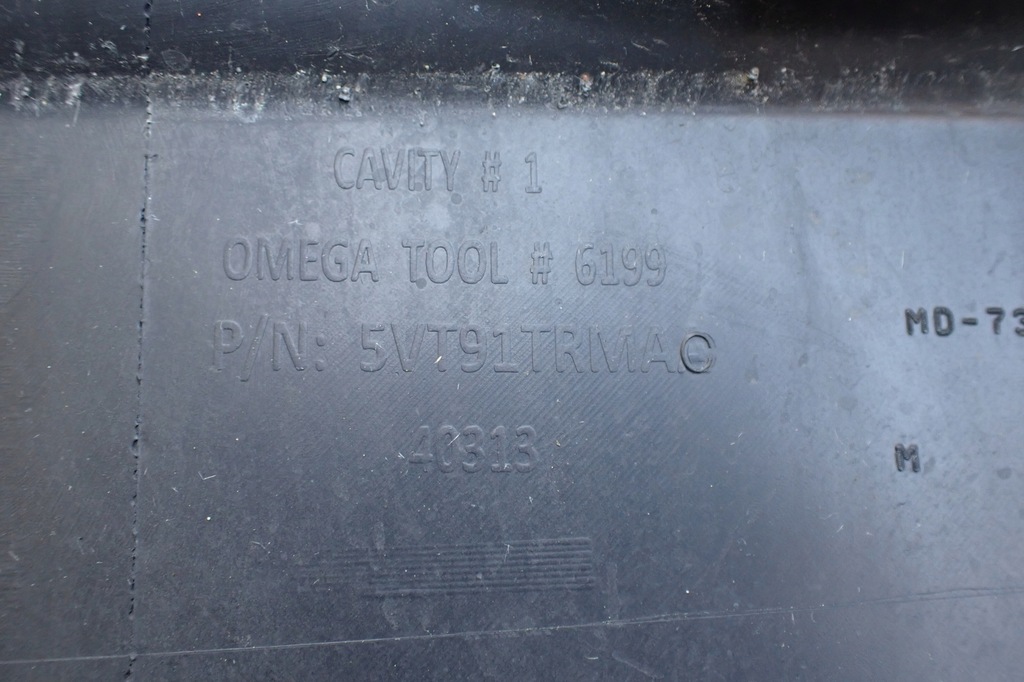 CAVITY # 1
OMEGA TOOL # 6199
P/N: 5VT91TRMAC
40313
MD-73
M